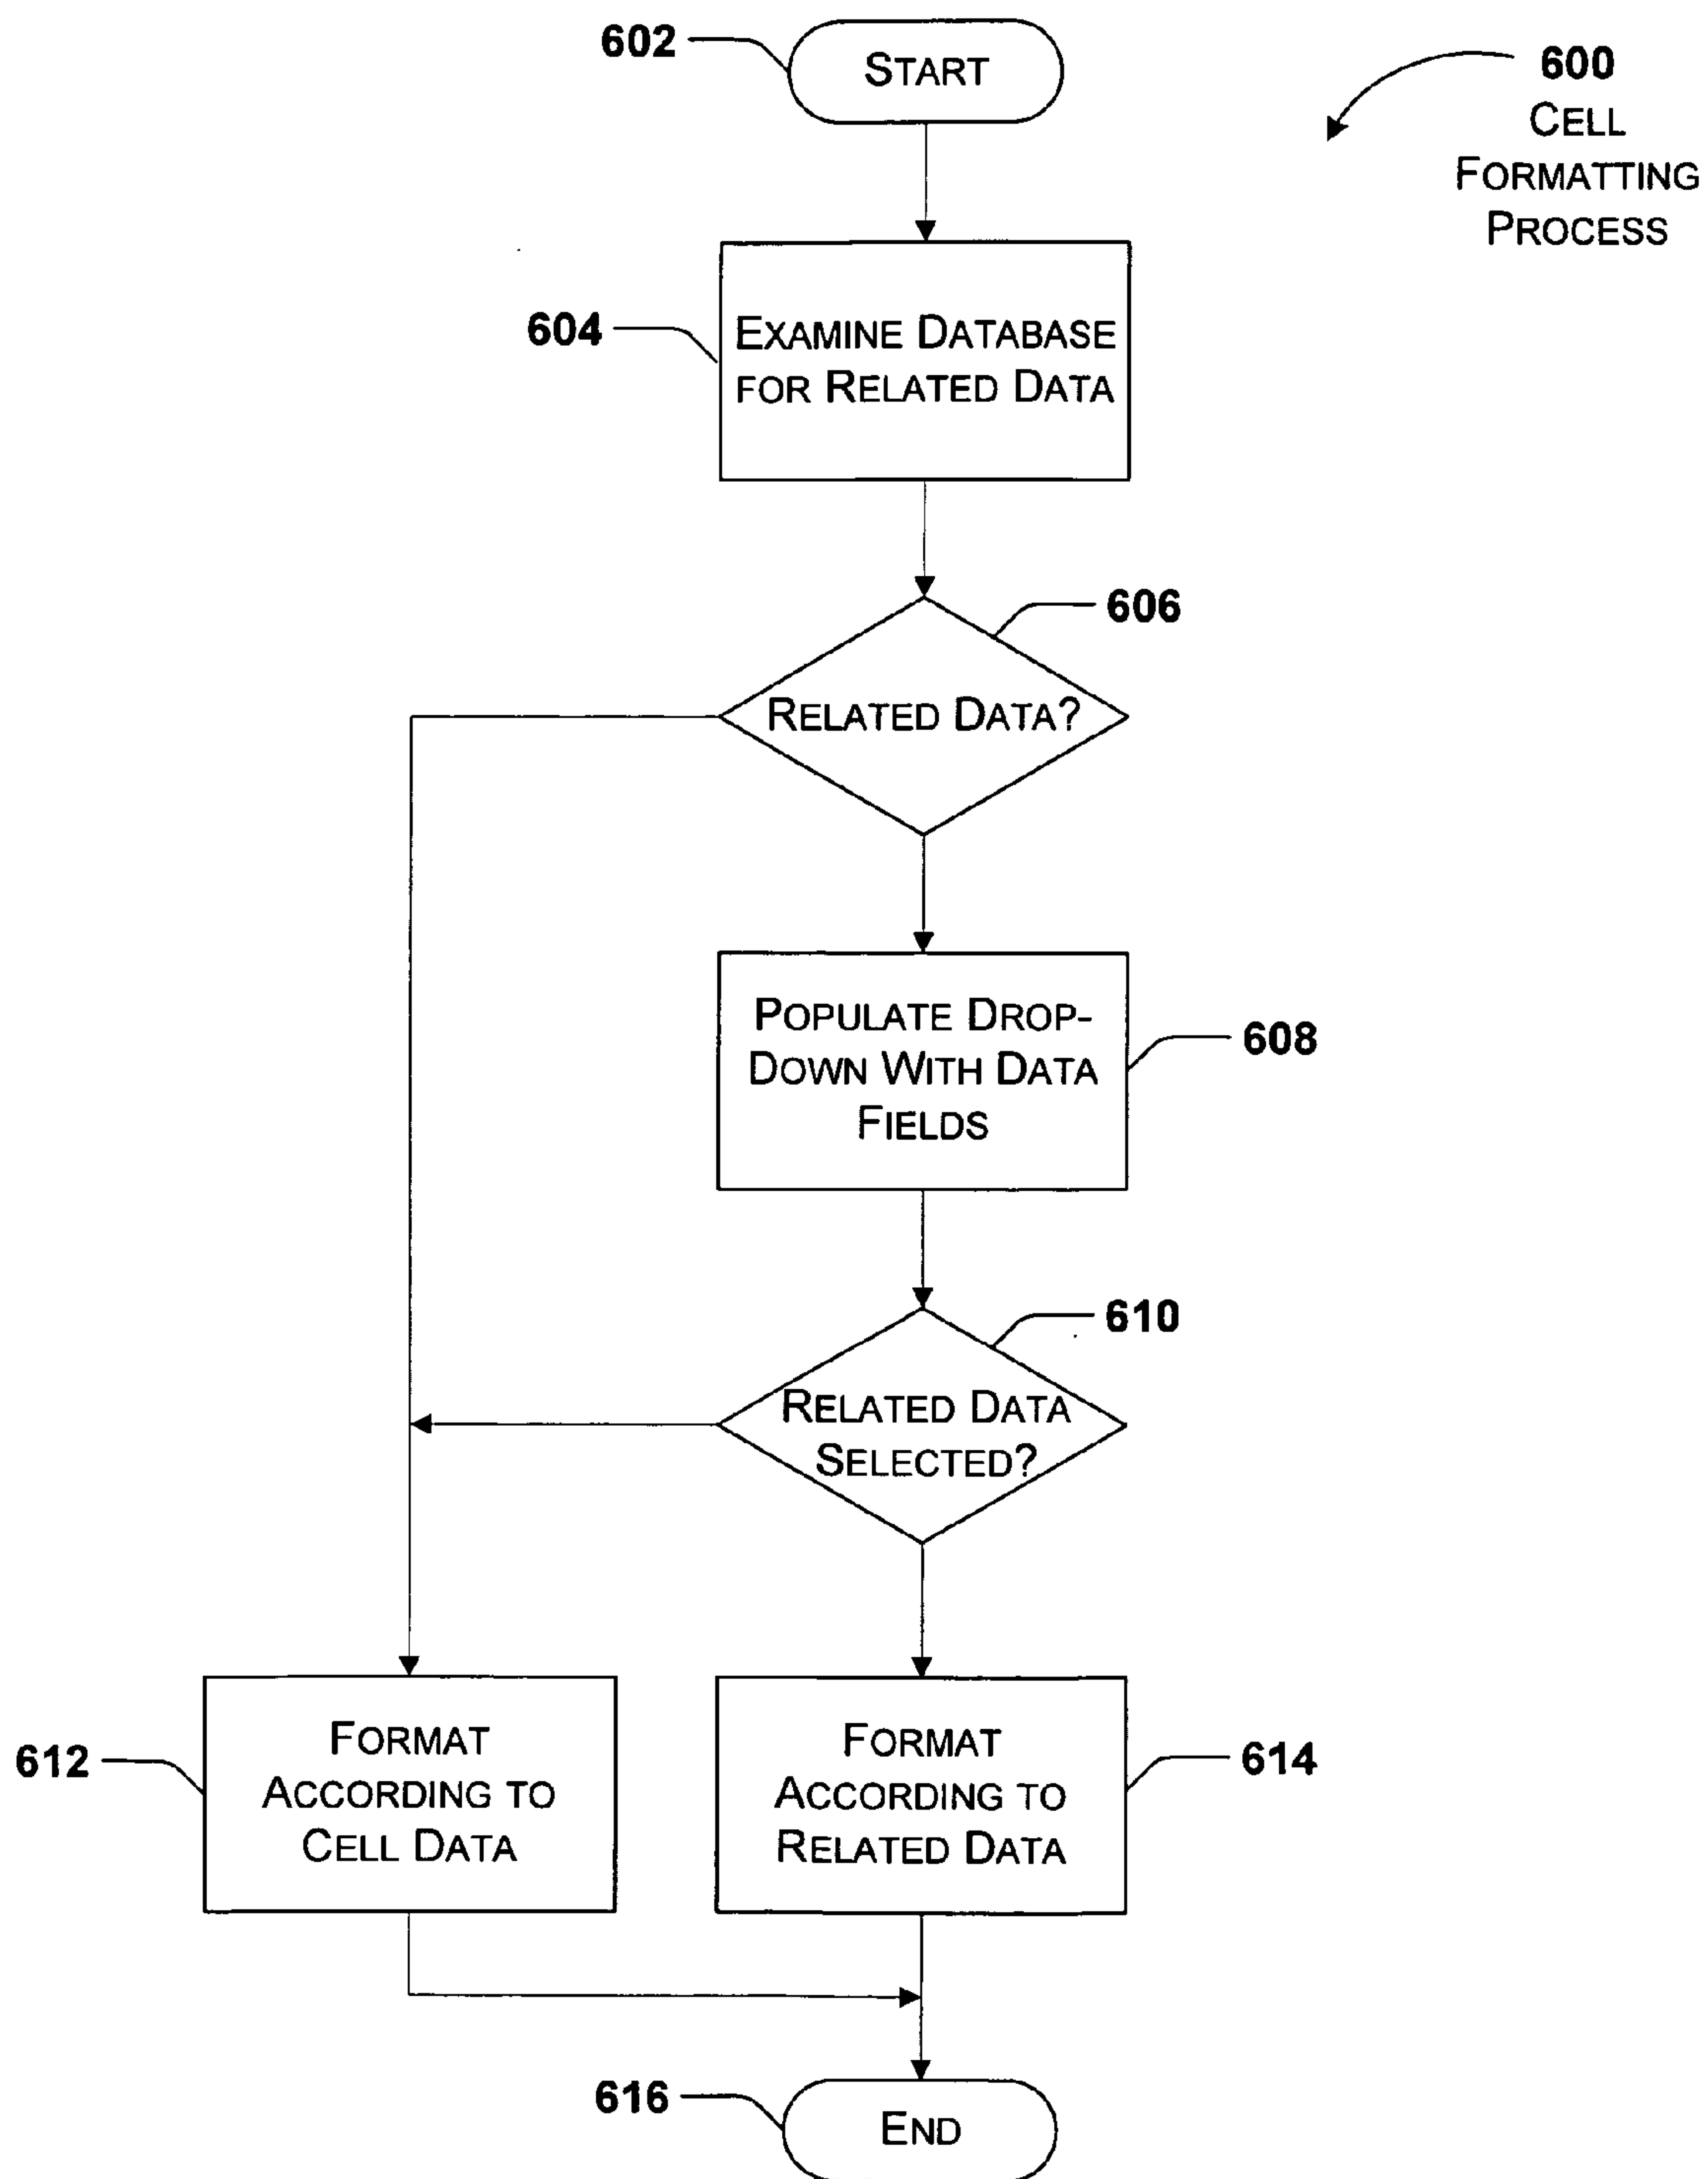 602
START
600
CELL
FORMATTING
PROCESS
604
EXAMINE DATABASE
FOR RELATED DATA
606
RELATED DATA?
POPULATE DROP-
DOWN WITH DATA
FIELDS
608
610
RELATED DATA
SELECTED?
612
FORMAT
ACCORDING TO
CELL DATA
FORMAT
ACCORDING TO
RELATED DATA
614
616
END